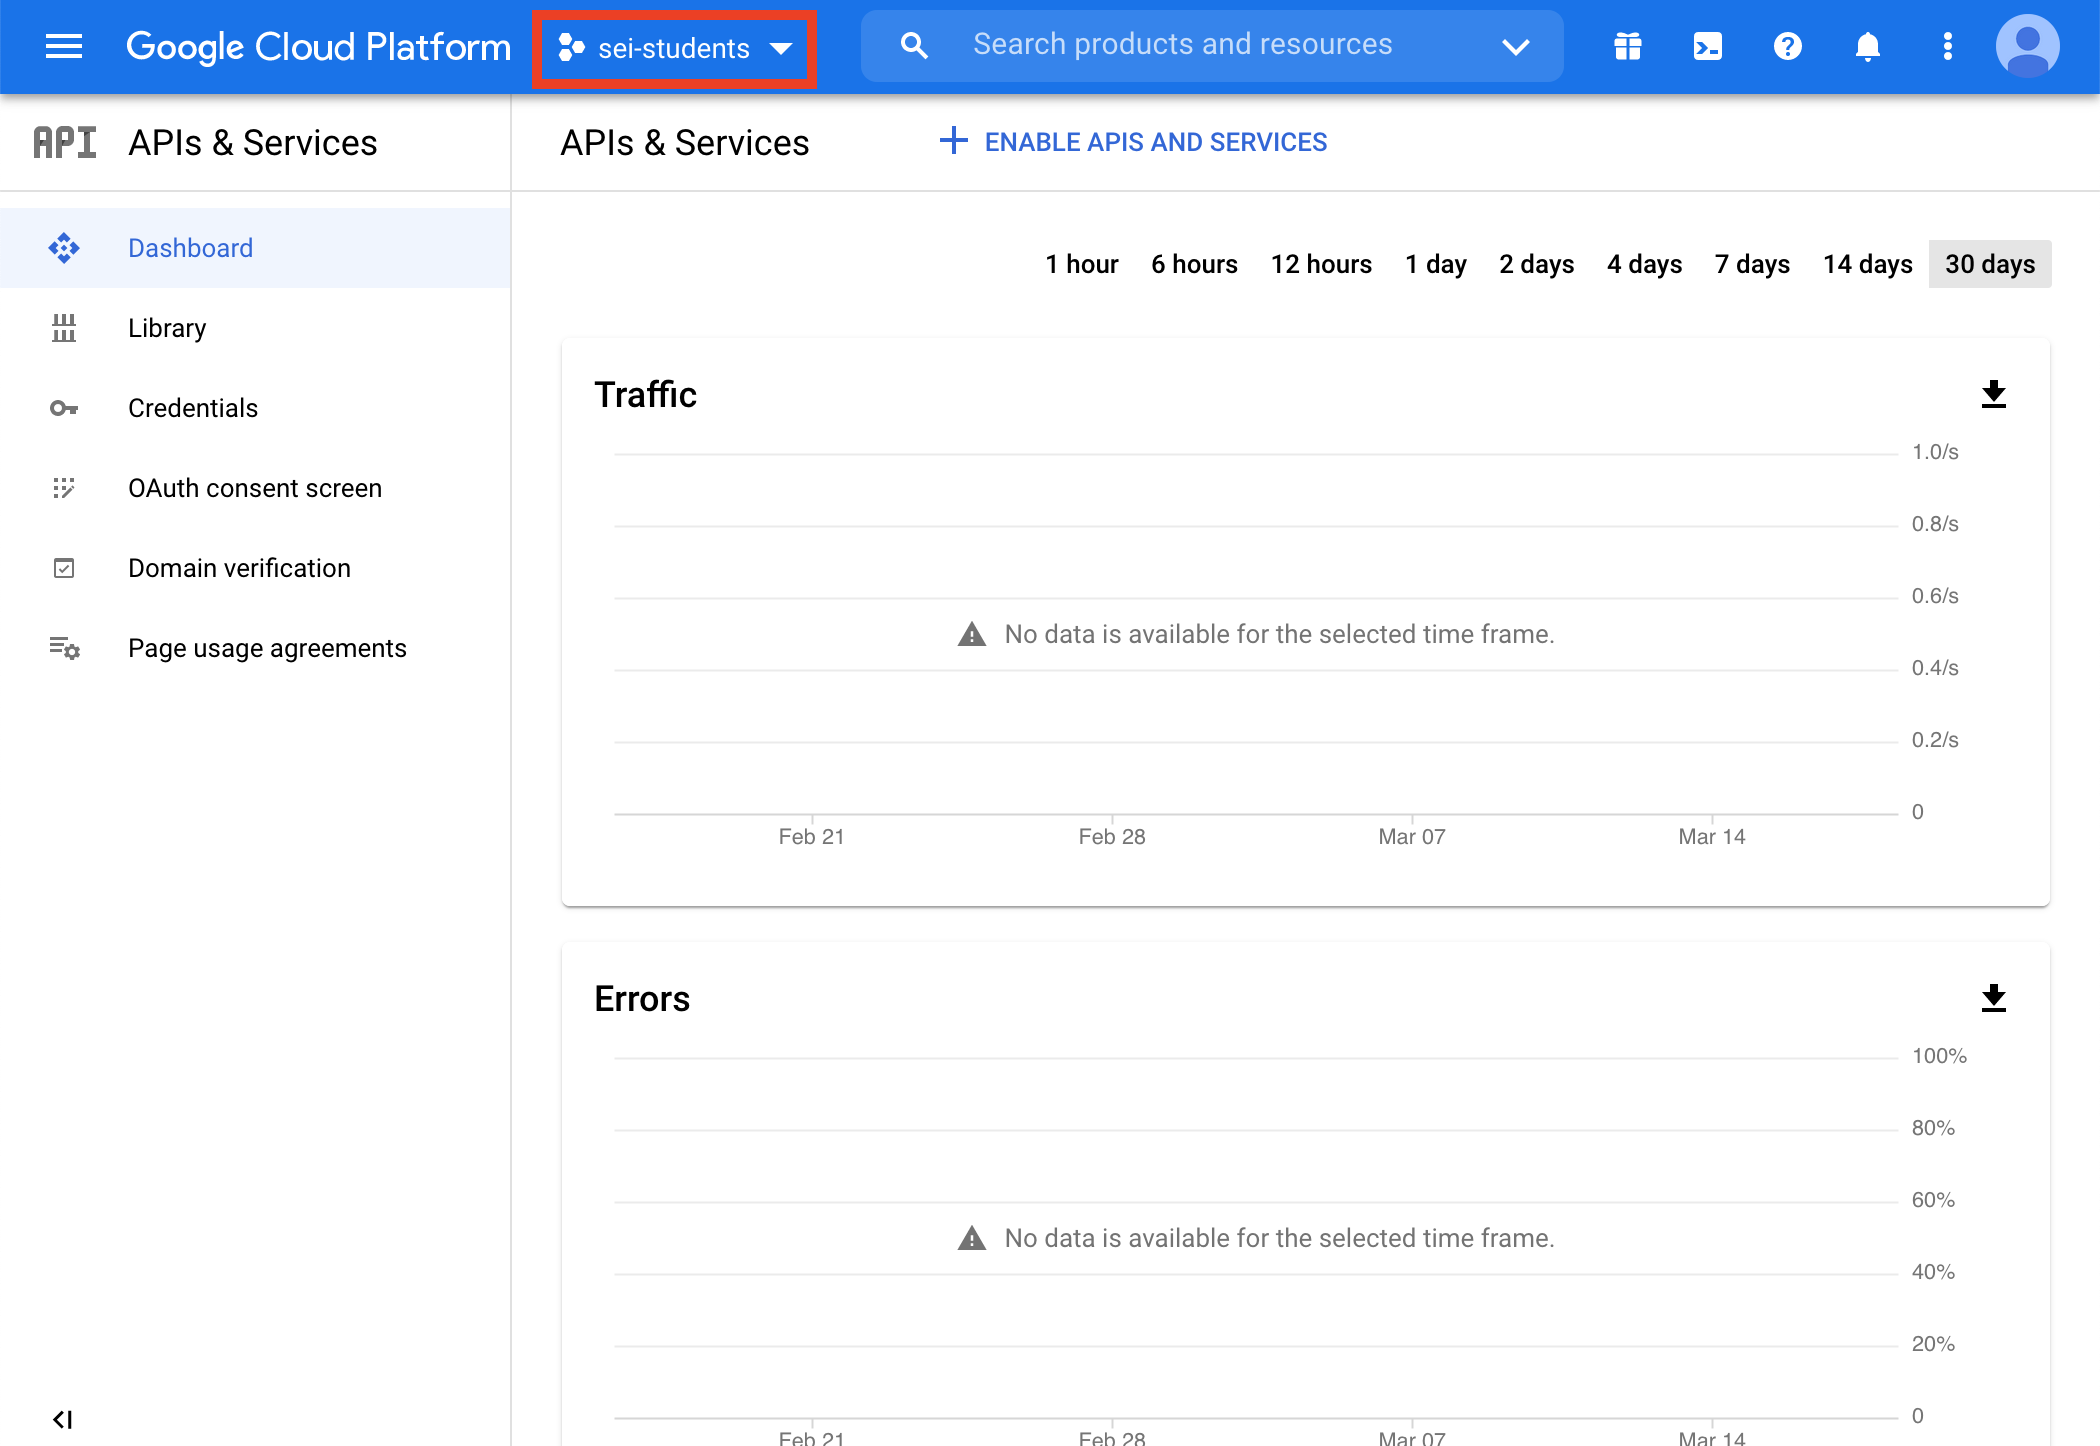 Google Cloud Platform
sei-students
Search products and resources
API
APIs & Services
APIs & Services
ENABLE APIS AND SERVICES
Dashboard
Library
Credentials
OAuth consent screen
Domain verification
Page usage agreements
1 hour 6 hours 12 hours 1 day 2 days 4 days 7 days 14 days 30 days
Traffic
1.0/s
0.8/s
0.6/s
No data is available for the selected time frame.
0.4/s
0.2/s
0
Feb 21 Feb 28 Mar 07 Mar 14
Errors
100%
80%
60%
No data is available for the selected time frame.
40%
20%
0
Feb 21 Feb 28 Mar 07 Mar 14